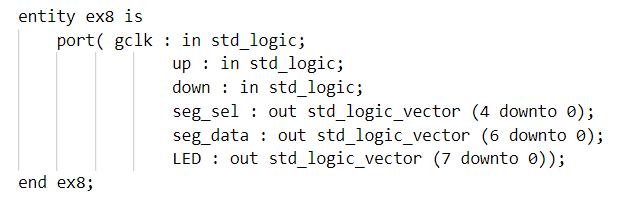 entity ex8 is
port( gclk : in std_logic;
up : in std_logic;
down : in std_logic;
seg_sel : out std_logic_vector (4 downto 0);
seg_data : out std_logic_vector (6 downto 0);
LED : out std_logic_vector (7 downto 0));
end ex8;